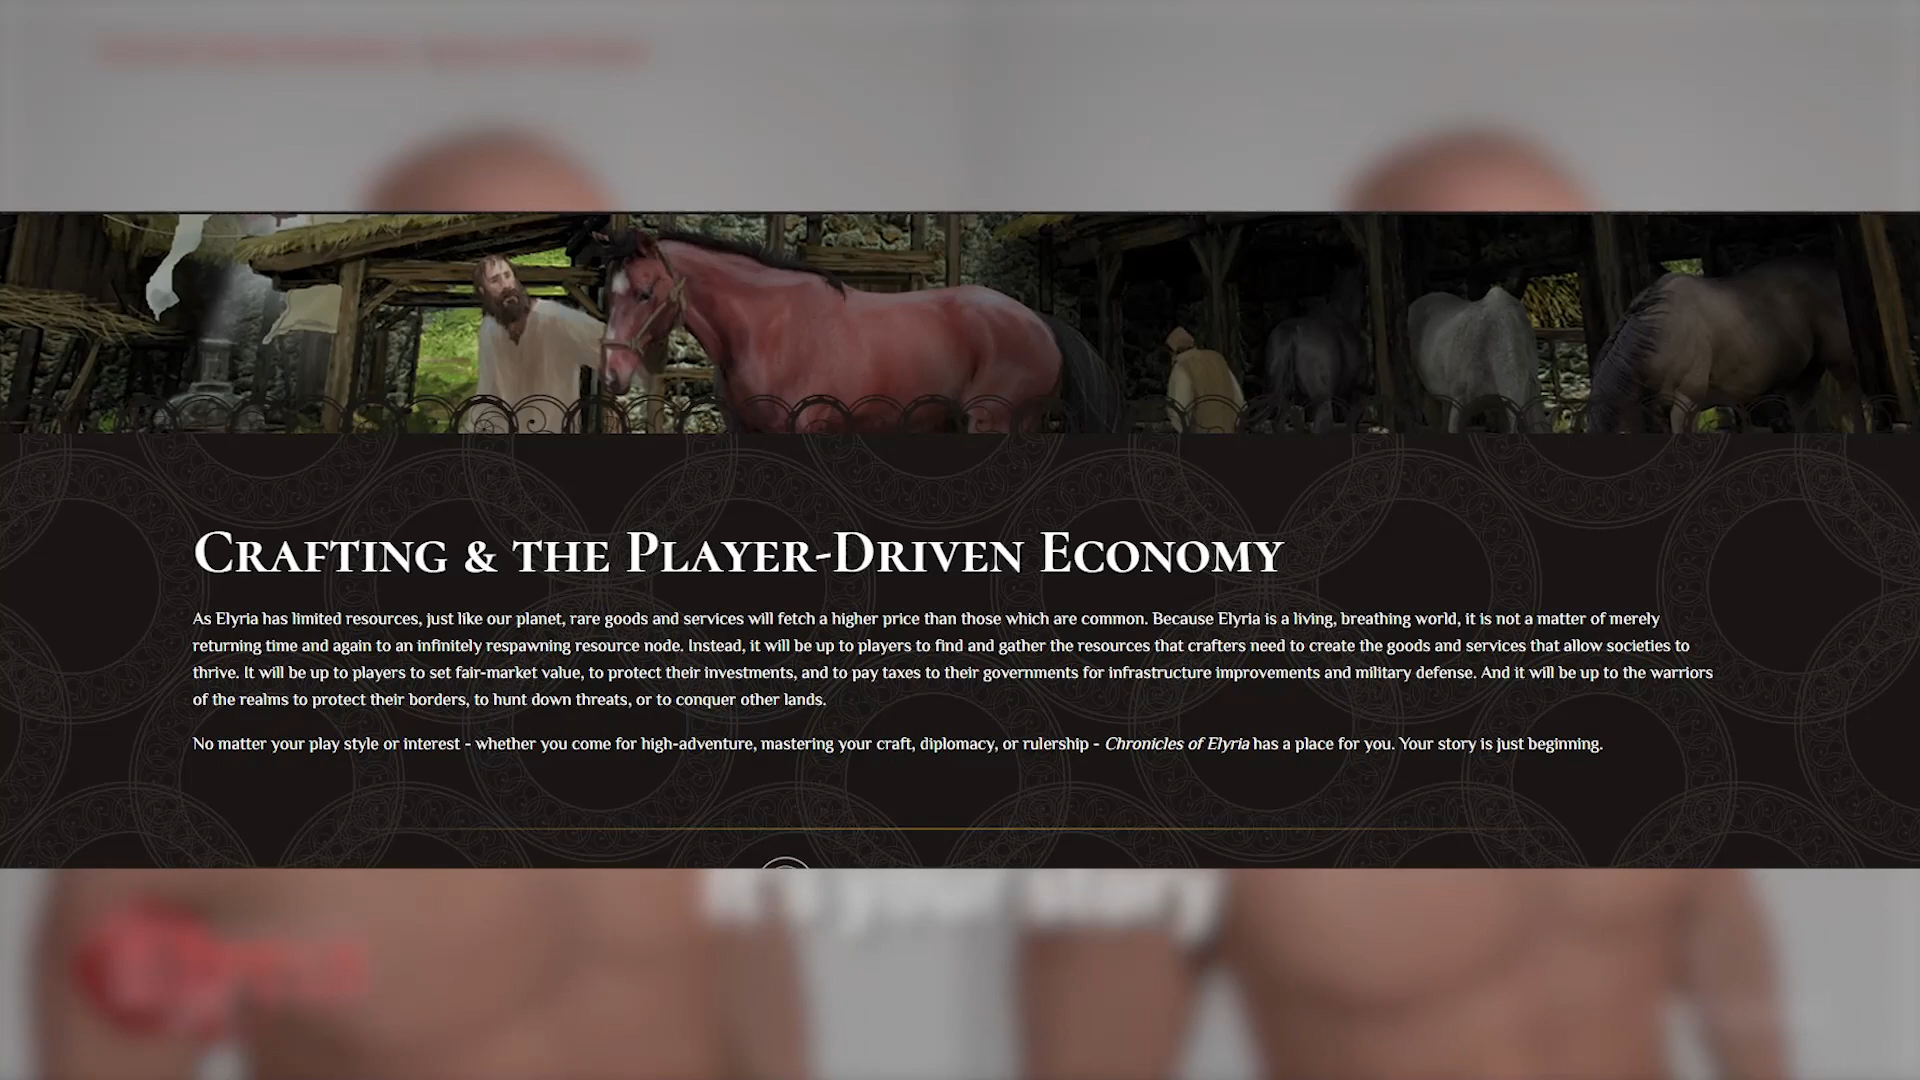 Crafting & the Player-Driven Economy
As Elyria has limited resources, just like our planet, rare goods and services will fetch a higher price than those which are common. Because Elyria is a living, breathing world, it is not a matter of merely
returning time and again to an infinitely respawning resource node. Instead, it will be up to players to find and gather the resources that crafters need to create the goods and services that allow societies to
thrive. It will be up to players to set fair-market value, to protect their investments, and to pay taxes to their governments for infrastructure improvements and military defense. And it will be up to the warriors
of the realms to protect their borders, to hunt down threats, or to conquer other lands.
No matter your play style or interest - whether you come for high-adventure, mastering your craft, diplomacy, or rulership - Chronicles of Elyria has a place for you. Your story is just beginning.